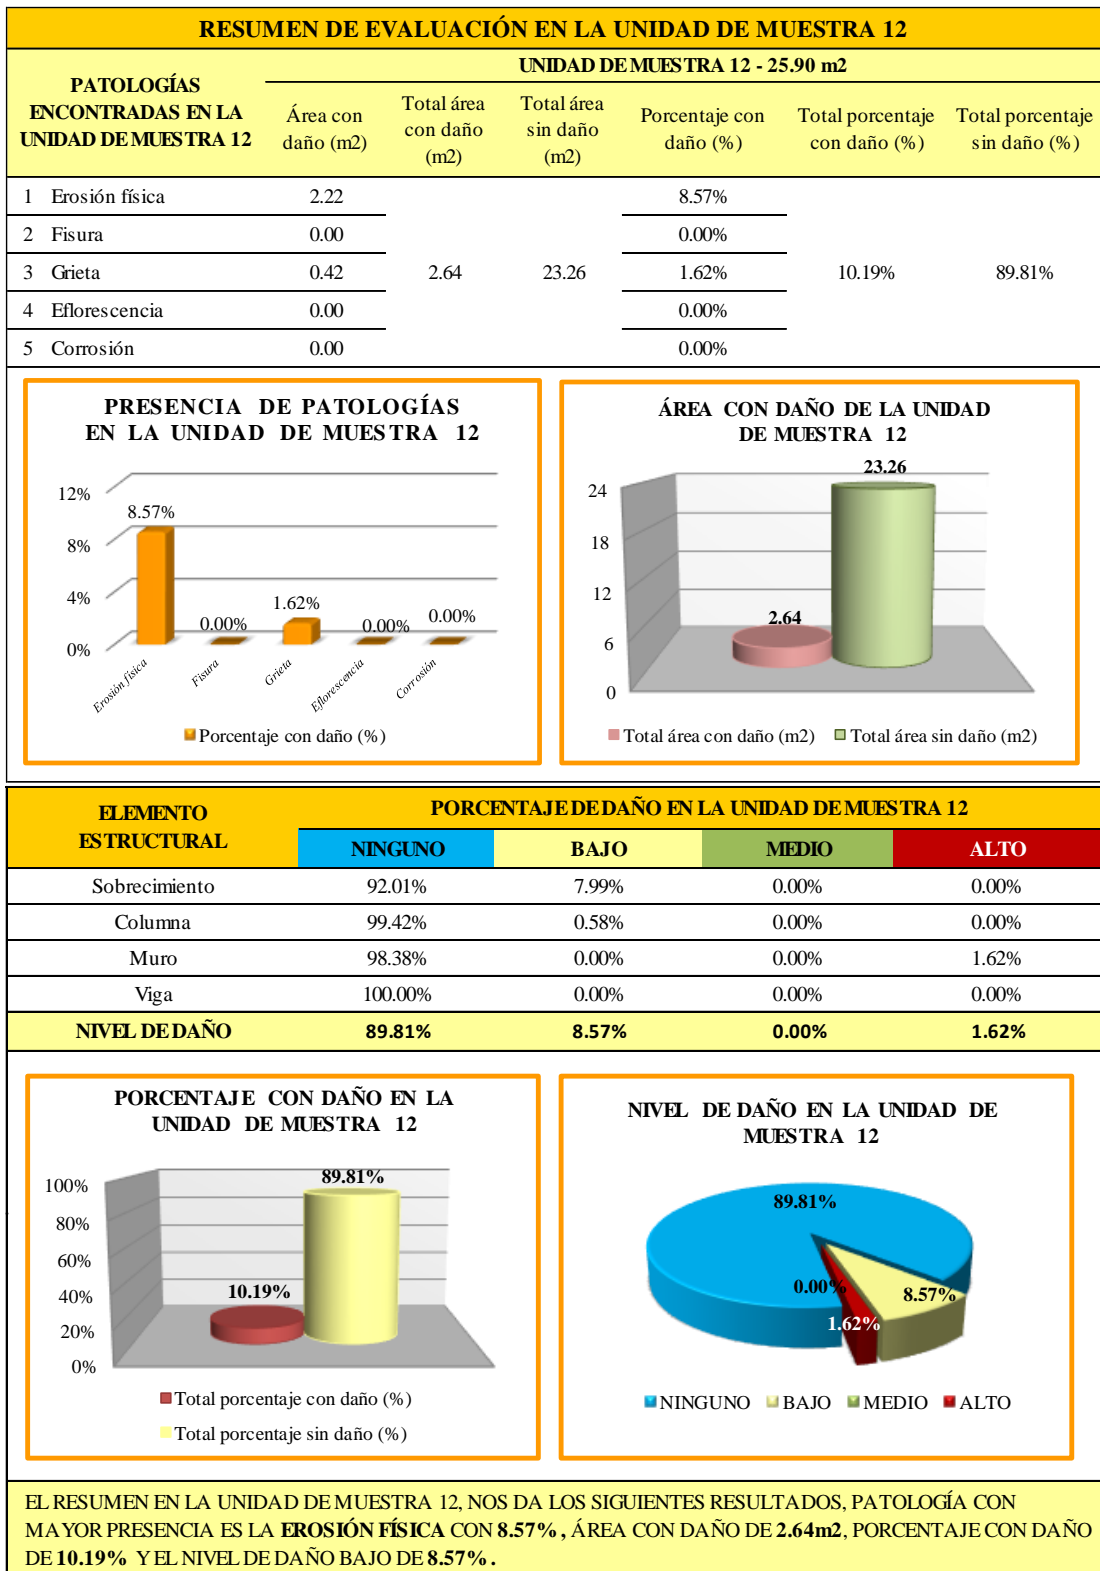 RESUMEN DE EVALUACIÓN EN LA UNIDAD DE MUESTRA 12
PATOLOGÍAS
ENCONTRADAS EN LA
UNIDAD DE MUESTRA 12
UNIDAD DE MUESTRA 12 - 25.90 m2
Área con
daño (m2)
Total área
con daño
(m2)
Total área
sin daño
(m2)
Porcentaje con
daño (%)
Total porcentaje
con daño (%)
Total porcentaje
sin daño (%)
1 Erosión física 2.22 8.57%
2 Fisura 0.00 0.00%
3 Grieta 0.42 2.64 23.26 1.62% 10.19% 89.81%
4 Eflorescencia 0.00 0.00%
5 Corrosión 0.00 0.00%
PRESENCIA DE PATOLOGÍAS
EN LA UNIDAD DE MUESTRA 12
12%
8%
4%
0%
8.57%
0.00%
1.62%
0.00%
0.00%
Erosión física
Fisura
Grieta
Eflorescencia
Corrosión
Porcentaje con daño (%)
ÁREA CON DAÑO DE LA UNIDAD
DE MUESTRA 12
24
18
12
6
0
2.64
23.26
Total área con daño (m2) Total área sin daño (m2)
ELEMENTO
ESTRUCTURAL
PORCENTAJE DE DAÑO EN LA UNIDAD DE MUESTRA 12
NINGUNO BAJO MEDIO ALTO
Sobrecimiento 92.01% 7.99% 0.00% 0.00%
Columna 99.42% 0.58% 0.00% 0.00%
Muro 98.38% 0.00% 0.00% 1.62%
Viga 100.00% 0.00% 0.00% 0.00%
NIVEL DE DAÑO 89.81% 8.57% 0.00% 1.62%
PORCENTAJE CON DAÑO EN LA
UNIDAD DE MUESTRA 12
100%
80%
60%
40%
20%
0%
10.19%
89.81%
Total porcentaje con daño (%)
Total porcentaje sin daño (%)
NIVEL DE DAÑO EN LA UNIDAD DE
MUESTRA 12
89.81%
0.00%
8.57%
1.62%
NINGUNO BAJO MEDIO ALTO
EL RESUMEN EN LA UNIDAD DE MUESTRA 12, NOS DA LOS SIGUIENTES RESULTADOS, PATOLOGÍA CON
MAYOR PRESENCIA ES LA EROSIÓN FÍSICA CON 8.57%, ÁREA CON DAÑO DE 2.64m2, PORCENTAJE CON DAÑO
DE 10.19% Y EL NIVEL DE DAÑO BAJO DE 8.57%.